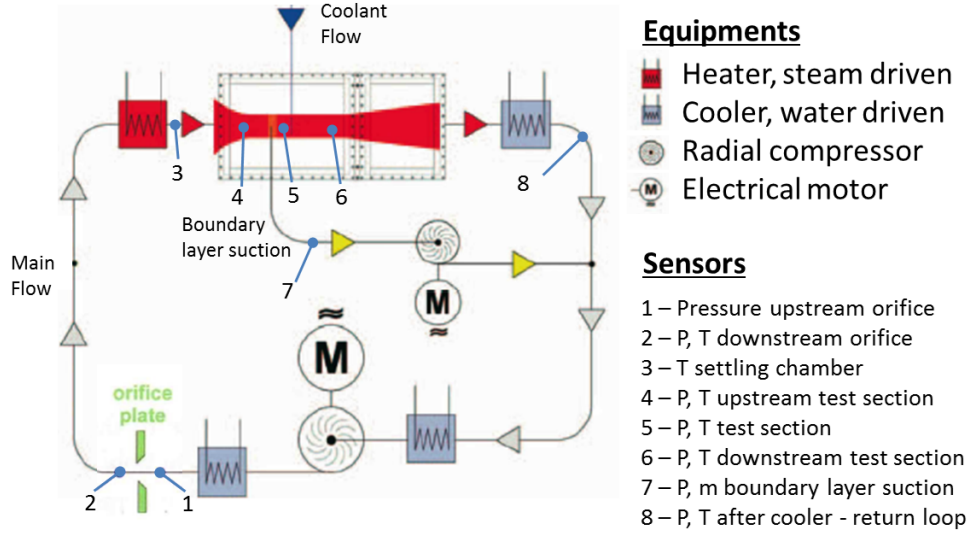 Coolant
Flow
3
4
5
6
8
Boundary
layer suction
7
Main
Flow
M
≈
≈
M
orifice
plate
2
1
Equipments
Heater, steam driven
Cooler, water driven
Radial compressor
M
≈
Electrical motor
Sensors
1 – Pressure upstream orifice
2 – P, T downstream orifice
3 – T settling chamber
4 – P, T upstream test section
5 – P, T test section
6 – P, T downstream test section
7 – P, m boundary layer suction
8 – P, T after cooler - return loop